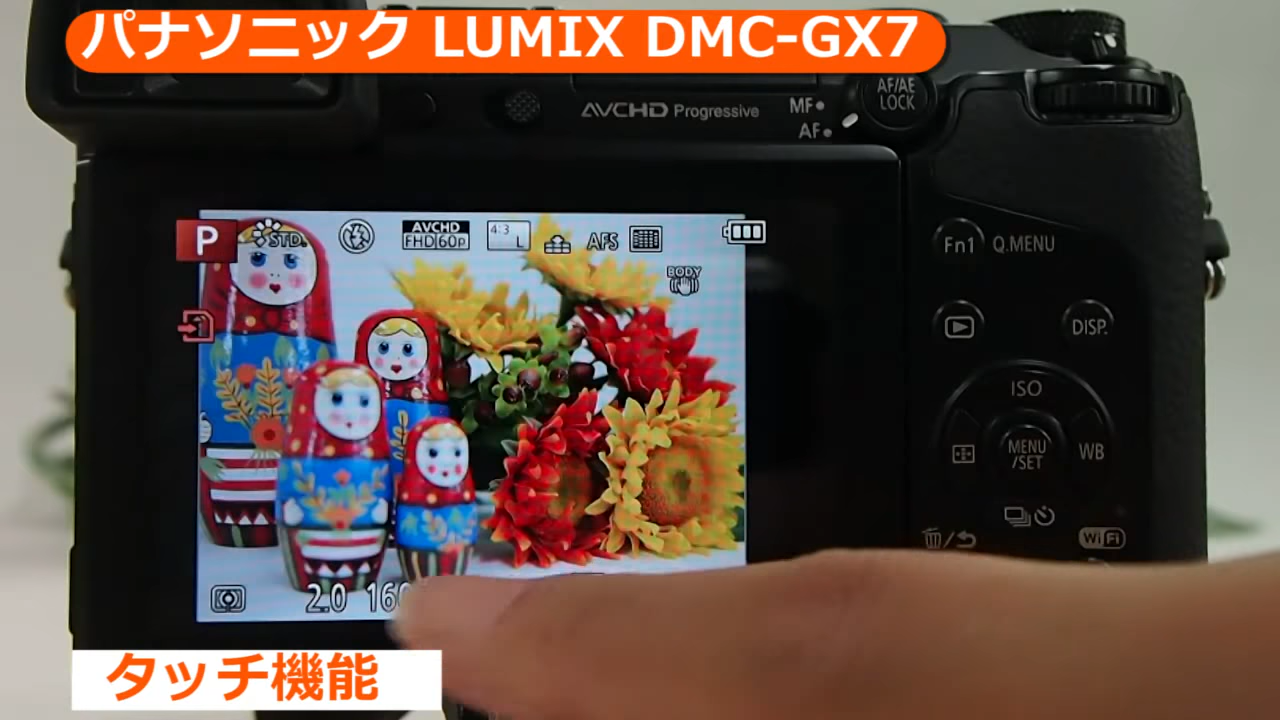 パナソニック LUMIX DMC-GX7
AVCHD Progressive
MF
AF
AF/AE
LOCK
P
STD.
AVCHD
FHD 60p
4:3
L
AFS
BODY
Fn1 Q.MENU
DISP.
ISO
MENU
/SET
WB
WiFi
2.0 160
タッチ機能